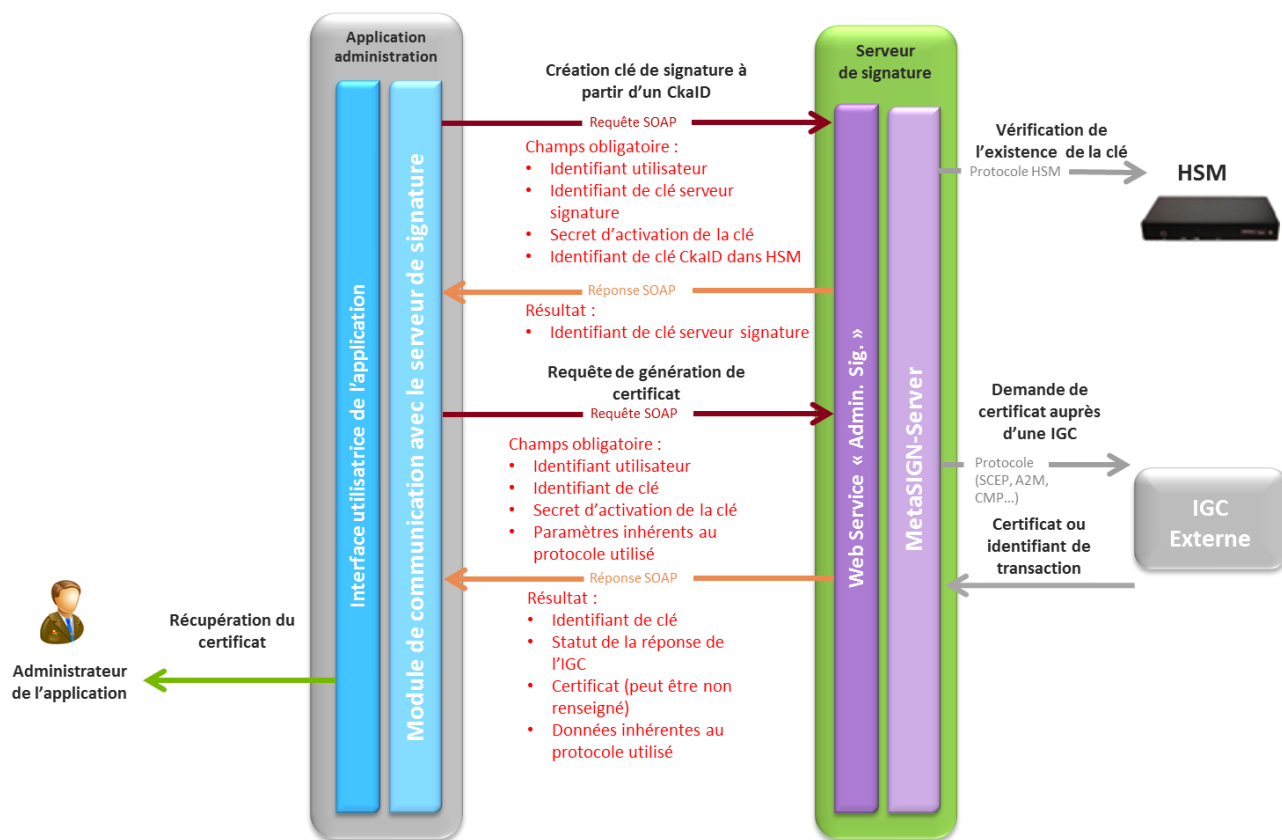 Application
administration
Interface utilisatrice de l’application
Module de communication avec le serveur de signature
Création clé de signature à
partir d’un CkaID
Requête SOAP
Champs obligatoire :
• Identifiant utilisateur
• Identifiant de clé serveur
signature
• Secret d’activation de la clé
• Identifiant de clé CkaID dans HSM
Réponse SOAP
Résultat :
• Identifiant de clé serveur signature
Requête de génération de
certificat
Requête SOAP
Champs obligatoire :
• Identifiant utilisateur
• Identifiant de clé
• Secret d’activation de la clé
• Paramètres inhérents au
protocole utilisé
Réponse SOAP
Résultat :
• Identifiant de clé
• Statut de la réponse de
l’IGC
• Certificat (peut être non
renseigné)
• Données inhérentes au
protocole utilisé
Serveur
de signature
Web Service « Admin. Sig. »
MetaSIGN-Server
Vérification de
l’existence de la clé
Protocole HSM
HSM
Demande de
certificat auprès
d’une IGC
Protocole
(SCEP, A2M,
CMP...)
IGC
Externe
Certificat ou
identifiant de
transaction
Récupération du
certificat
Administrateur
de l’application